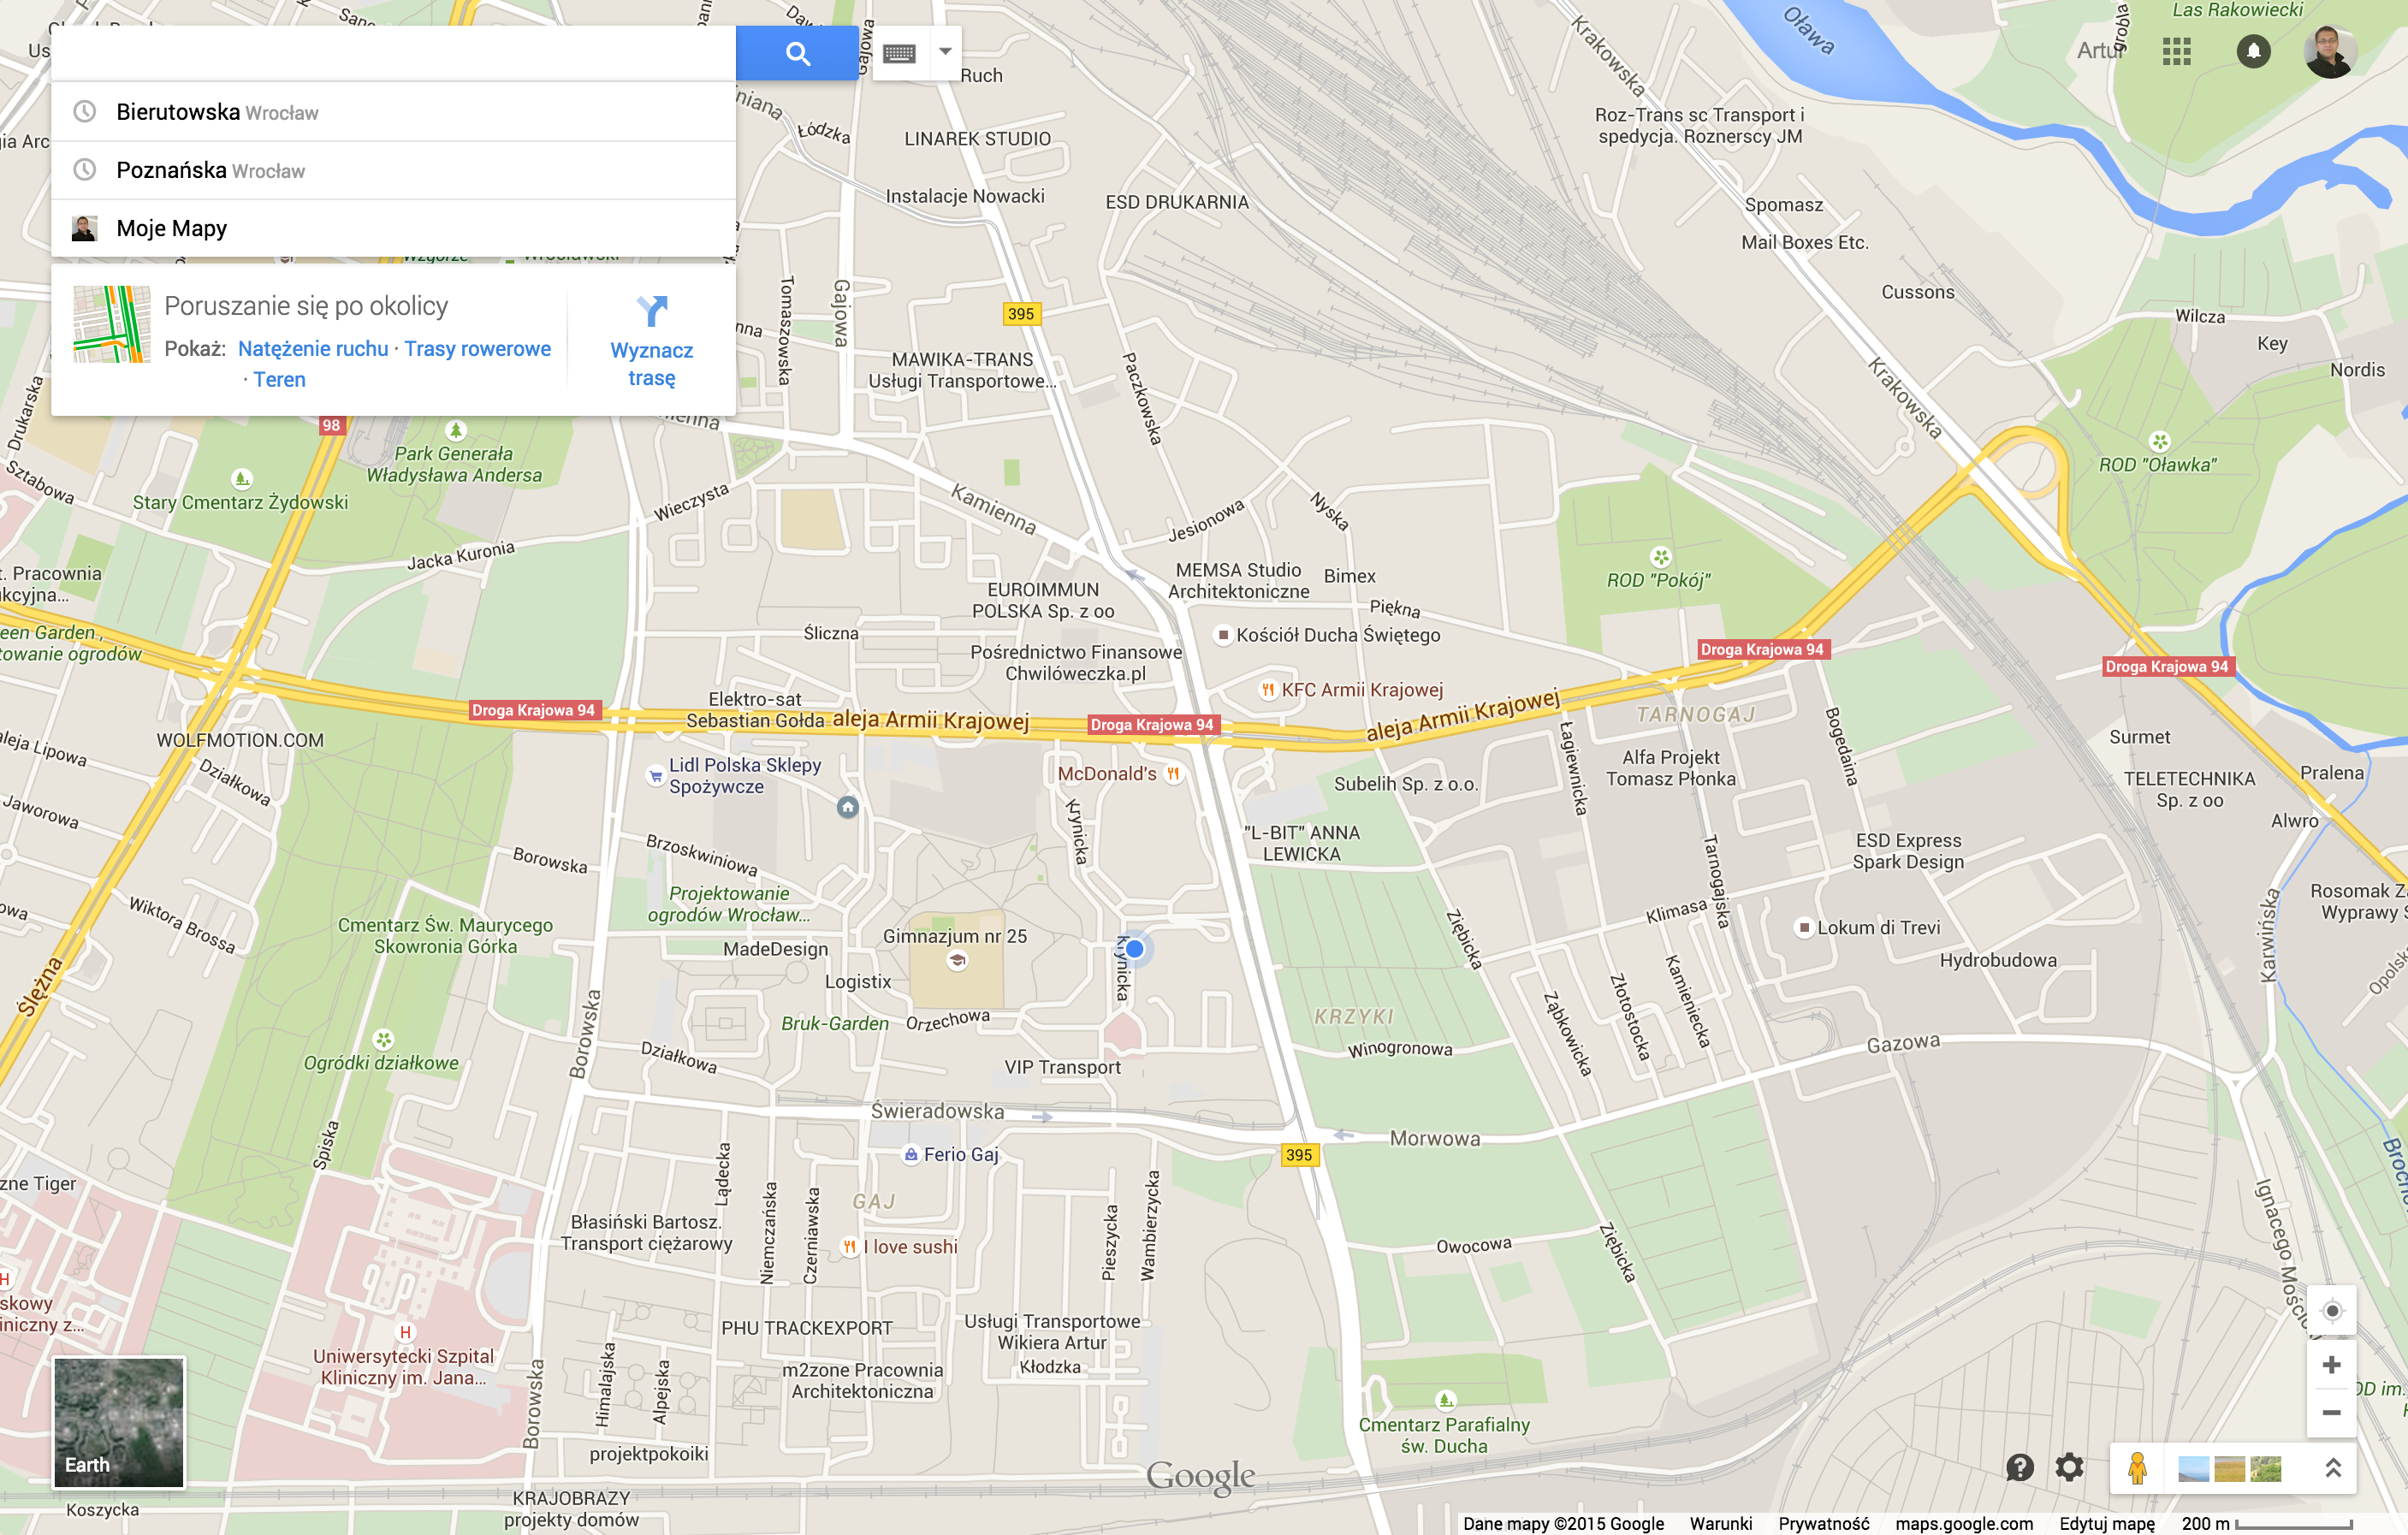 Artur
Bierutowska Wrocław
Poznańska Wrocław
Moje Mapy
Poruszanie się po okolicy
Pokaż: Natężenie ruchu · Trasy rowerowe
· Teren
Wyznacz
trasę
Ruch
Gajowa
Łódzka
LINAREK STUDIO
Instalacje Nowacki
ESD DRUKARNIA
Krakowska
Oława
Las Rakowiecki
Roz-Trans sc Transport i
spedycja. Roznerscy JM
Spomasz
Mail Boxes Etc.
Cussons
Wilcza
Key
Nordis
Tomaszowska
Gajowa
395
MAWIKA-TRANS
Usługi Transportowe...
Paczkowska
Krakowska
Drukarska
98
Park Generała
Władysława Andersa
Stary Cmentarz Żydowski
Sztabowa
Wieczysta
Kamienna
Jesionowa
Nyska
ROD "Oławka"
Jacka Kuronia
ROD "Pokój"
EUROIMMUN
POLSKA Sp. z oo
MEMSA Studio
Architektoniczne
Bimex
Piękna
Śliczna
Kościół Ducha Świętego
Pośrednictwo Finansowe
Chwilóweczka.pl
KFC Armii Krajowej
Droga Krajowa 94
Droga Krajowa 94
Droga Krajowa 94
Droga Krajowa 94
Elektro-sat
Sebastian Gołda
aleja Armii Krajowej
aleja Armii Krajowej
TARNOGAJ
WOLFMOTION.COM
aleja Lipowa
Działkowa
Jaworowa
Lidl Polska Sklepy
Spożywcze
McDonald's
Subelih Sp. z o.o.
Łagiewnicka
Alfa Projekt
Tomasz Płonka
Bogedaina
Surmet
TELETECHNIKA
Sp. z oo
Pralena
Alwro
Krynicka
"L-BIT" ANNA
LEWICKA
Tarnogajska
ESD Express
Spark Design
Borowska
Brzoskwiniowa
Projektowanie
ogrodów Wrocław...
Wiktora Brossa
Cmentarz Św. Maurycego
Skowronia Górka
MadeDesign
Gimnazjum nr 25
Krynicka
Ziębicka
Klimasa
Lokum di Trevi
Hydrobudowa
Karwińska
Ślężna
Logistix
Bruk-Garden
Orzechowa
KRZYKI
Ząbkowicka
Złotostocka
Kamieniecka
Ogródki działkowe
Borowska
Działkowa
VIP Transport
Winogronowa
Gazowa
Świeradowska
Morwowa
395
Spiska
Ferio Gaj
Lądecka
GAJ
Niemczańska
Czerniawska
Pieszycka
Wambierzycka
Błasiński Bartosz.
Transport ciężarowy
I love sushi
Owocowa
Ziębicka
PHU TRACKEXPORT
Usługi Transportowe
Wikiera Artur
Kłodzka
Uniwersytecki Szpital
Kliniczny im. Jana...
Himalajska
Alpejska
m2zone Pracownia
Architektoniczna
Borowska
Cmentarz Parafialny
św. Ducha
projektpokoiki
Earth
Google
Koszycka
KRAJOBRAZY
projekty domów
Dane mapy ©2015 Google Warunki Prywatność maps.google.com Edytuj mapę 200 m